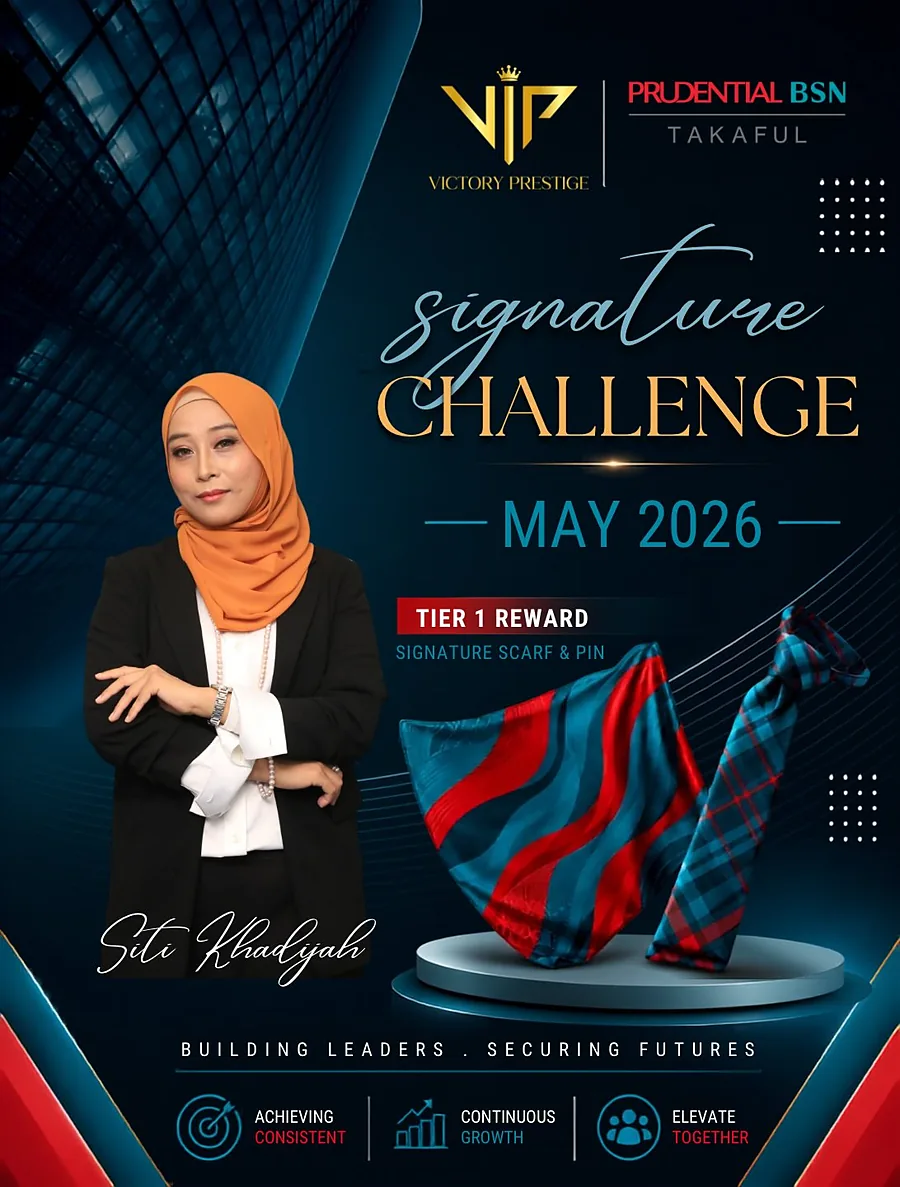 VIP
VICTORY PRESTIGE
PRUDENTIAL BSN
TAKAFUL
signature
CHALLENGE
MAY 2026
TIER 1 REWARD
SIGNATURE SCARF & PIN
Siti Khadijah
BUILDING LEADERS . SECURING FUTURES
ACHIEVING
CONSISTENT
CONTINUOUS
GROWTH
ELEVATE
TOGETHER